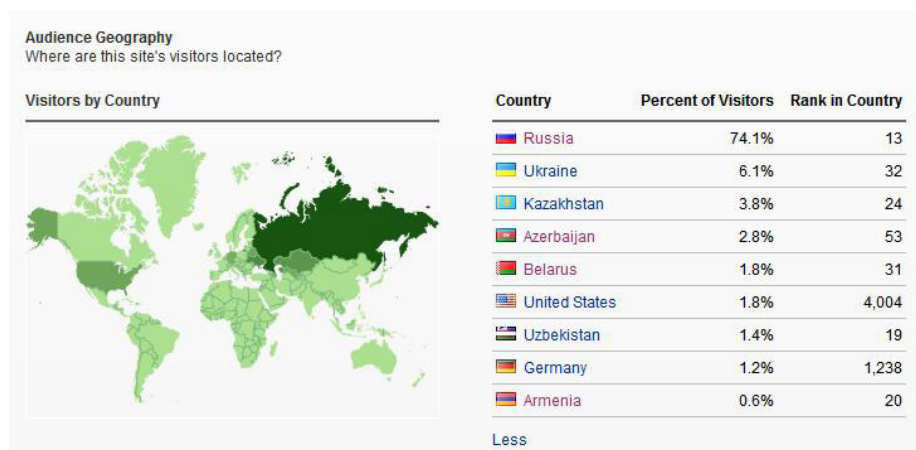 Audience Geography
Where are this site's visitors located?
Visitors by Country
Country Percent of Visitors Rank in Country
Russia 74.1% 13
Ukraine 6.1% 32
Kazakhstan 3.8% 24
Azerbaijan 2.8% 53
Belarus 1.8% 31
United States 1.8% 4,004
Uzbekistan 1.4% 19
Germany 1.2% 1,238
Armenia 0.6% 20
Less